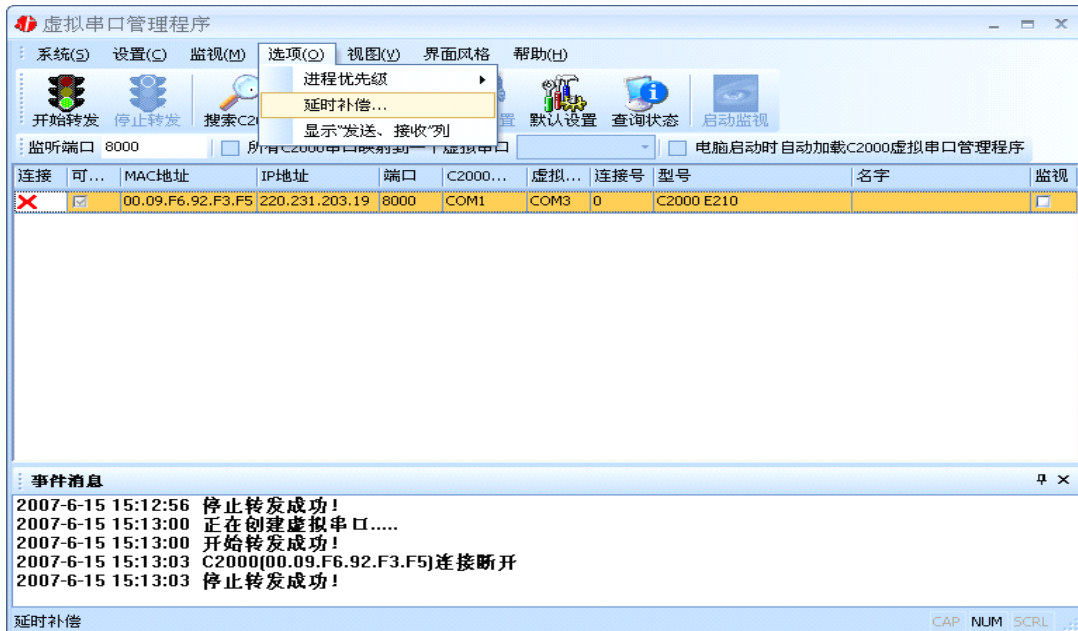 虚拟串口管理程序
系统(S) 设置(C) 监视(M) 选项(O) 视图(V) 界面风格 帮助(H)
进程优先级
延时补偿...
显示"发送、接收"列
开始转发 停止转发 搜索C2 置 默认设置 查询状态 启动监视
监听端口 8000 所有C2000串口映射到一个虚拟串口 电脑启动时自动加载C2000虚拟串口管理程序
连接 可... MAC地址 IP地址 端口 C2000... 虚拟... 连接号 型号 名字 监视
00.09.F6.92.F3.F5 220.231.203.19 8000 COM1 COM3 0 C2000 E210
事件消息
2007-6-15 15:12:56 停止转发成功!
2007-6-15 15:13:00 正在创建虚拟串口.....
2007-6-15 15:13:00 开始转发成功!
2007-6-15 15:13:03 C2000(00.09.F6.92.F3.F5)连接断开
2007-6-15 15:13:03 停止转发成功!
延时补偿 CAP NUM SCRL